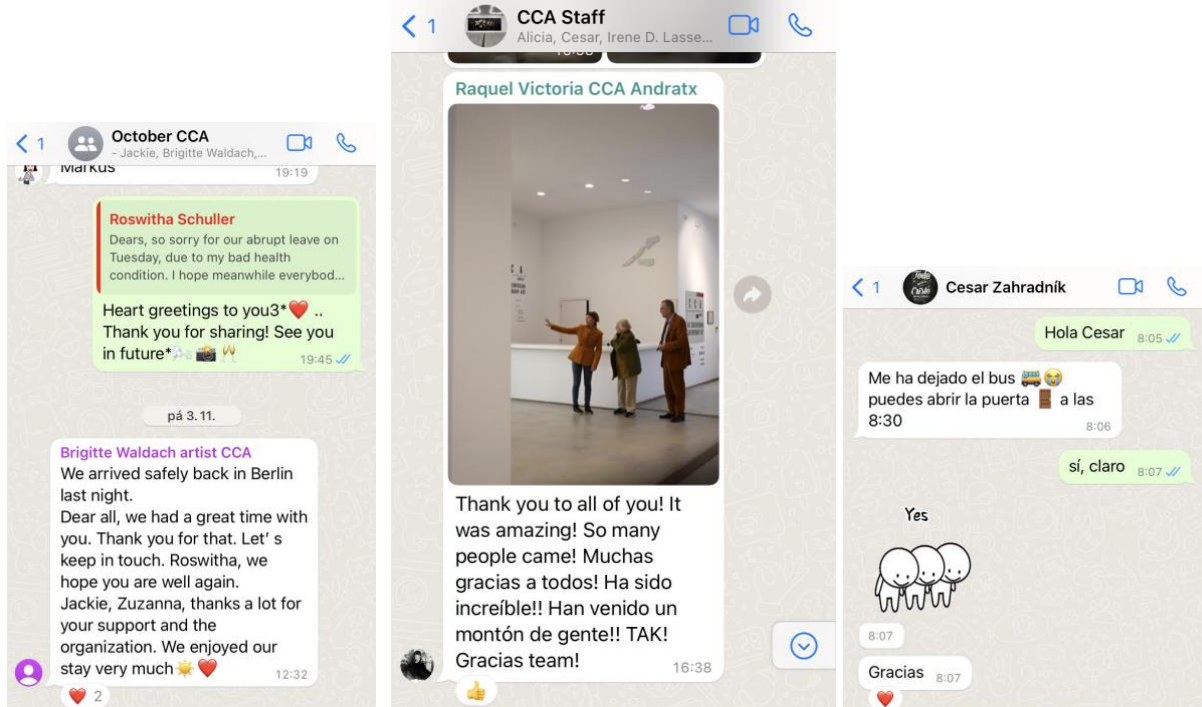 1
October CCA
- Jackie, Brigitte Waldach,...
Markus
19:19
Roswitha Schuller
Dears, so sorry for our abrupt leave on
Tuesday, due to my bad health
condition. I hope meanwhile everybod...
Heart greetings to you3*❤️ ..
Thank you for sharing! See you
in future*🌬️📸🥂
19:45
pá 3. 11.
Brigitte Waldach artist CCA
We arrived safely back in Berlin
last night.
Dear all, we had a great time with
you. Thank you for that. Let's
keep in touch. Roswitha, we
hope you are well again.
Jackie, Zuzanna, thanks a lot for
your support and the
organization. We enjoyed our
stay very much☀️❤️
12:32
❤️ 2
1
CCA Staff
Alicia, Cesar, Irene D. Lasse...
Raquel Victoria CCA Andratx
Thank you to all of you! It
was amazing! So many
people came! Muchas
gracias a todos! Ha sido
increíble!! Han venido un
montón de gente!! TAK!
Gracias team!
16:38
👍
1
Cesar Zahradník
Hola Cesar 8:05
Me ha dejado el bus 🚌😭
puedes abrir la puerta 🚪 a las
8:30
8:06
sí, claro 8:07
Yes
8:07
Gracias 8:07
❤️